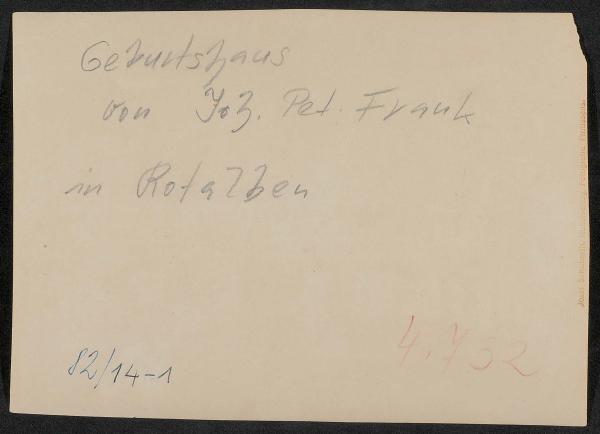 Geburtshaus
von Joh. Pet. Frank
in Rotalben
82/14-1
4.732